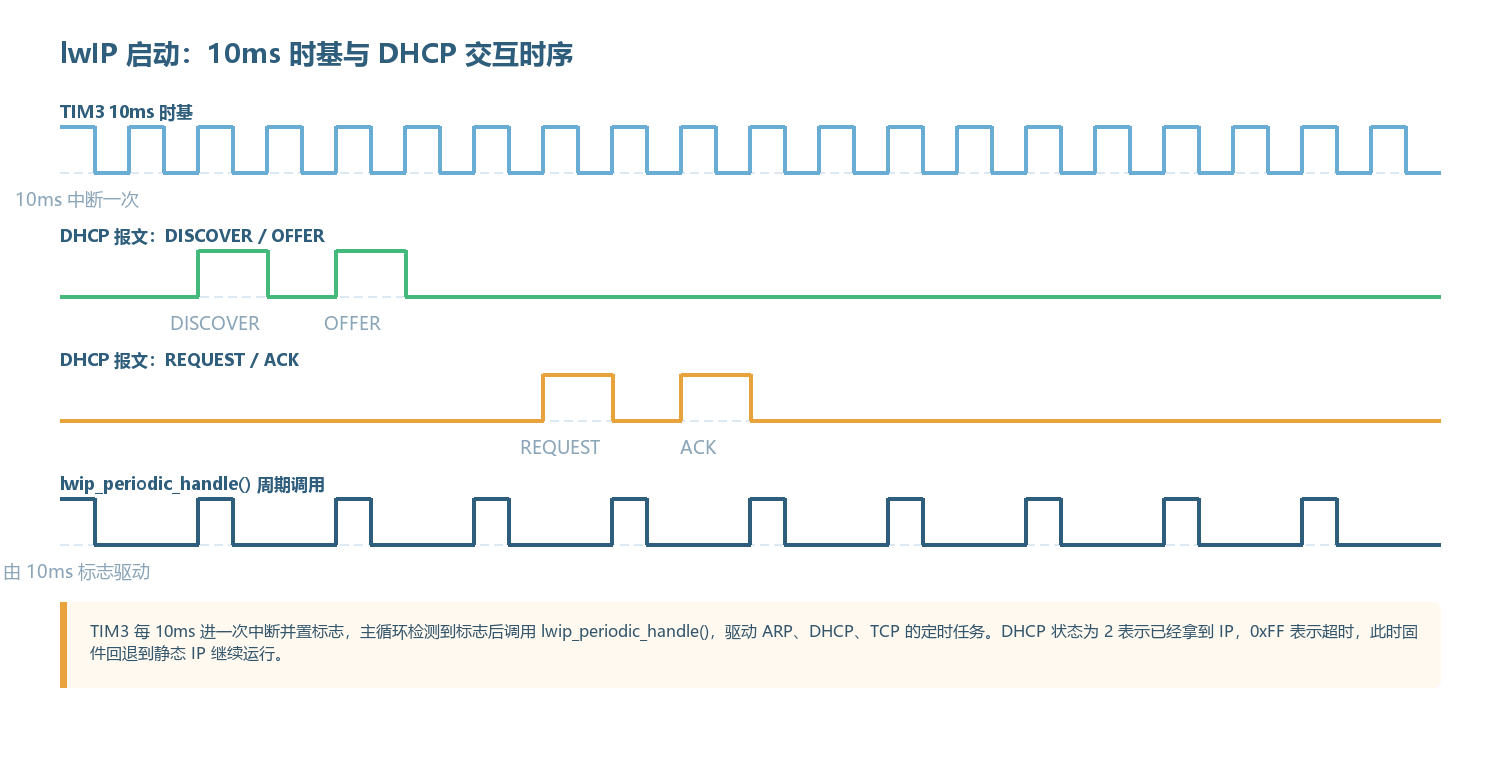 lwIP 启动：10ms 时基与 DHCP 交互时序
TIM3 10ms 时基
10ms 中断一次
DHCP 报文：DISCOVER / OFFER
DISCOVER
OFFER
DHCP 报文：REQUEST / ACK
REQUEST
ACK
lwip_periodic_handle() 周期调用
由 10ms 标志驱动
TIM3 每 10ms 进一次中断并置标志，主循环检测到标志后调用 lwip_periodic_handle()，驱动 ARP、DHCP、TCP 的定时任务。DHCP 状态为 2 表示已经拿到 IP，0xFF 表示超时，此时固
件回退到静态 IP 继续运行。